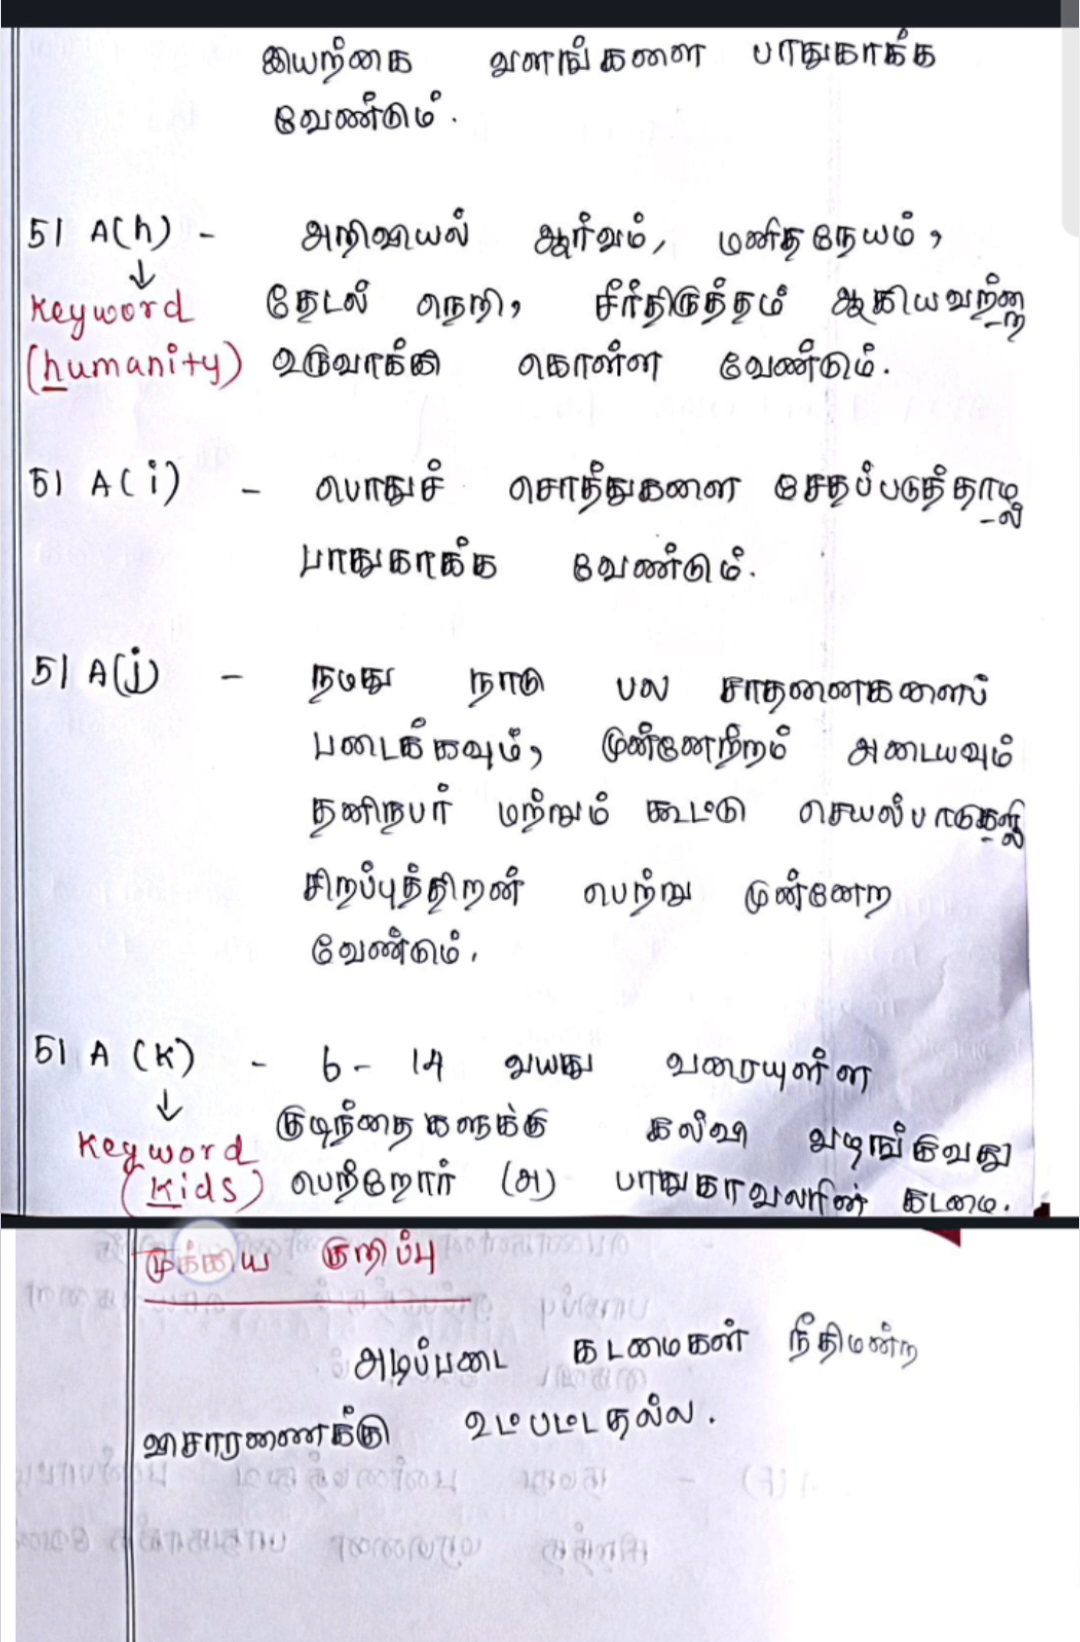 இயற்கை வளங்களை பாதுகாக்க
வேண்டும்.
51 A(h) - அறிவியல் ஆர்வம், மனிதநேயம்,
↓
Keyword தேடல் நெறி, சீர்திருத்தம் ஆகியவற்றை
(humanity) உருவாக்கி கொள்ள வேண்டும்.
51 A(i) - பொதுச் சொத்துகளை சேதப்படுத்தாமல்
பாதுகாக்க வேண்டும்.
51 A(j) - நமது நாடு பல சாதனைகளைப்
படைக்கவும், முன்னேற்றம் அடையவும்
தனிநபர் மற்றும் கூட்டு செயல்பாடுகளில்
சிறப்புத்திறன் பெற்று முன்னேற
வேண்டும்.
51 A (K) - 6 - 14 வயது வரையுள்ள
↓
குழந்தைகளுக்கு கல்வி வழங்குவது
Keyword
(kids) பெற்றோர் (அ) பாதுகாவலரின் கடமை.
முக்கிய குறிப்பு
அடிப்படை கடமைகள் நீதிமன்ற
விசாரணைக்கு உட்பட்டதல்ல.